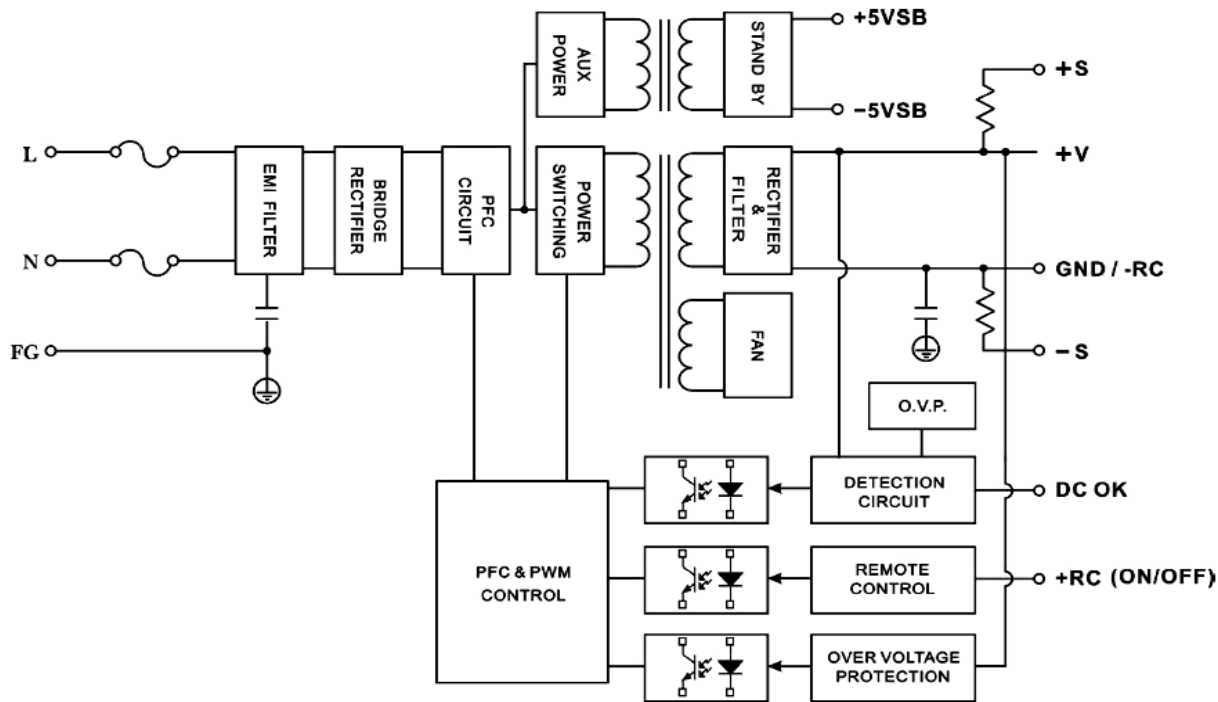 AUX
POWER
STAND BY
+5VSB
−5VSB
+S
+V
L
N
FG
EMI FILTER
BRIDGE
RECTIFIER
PFC
CIRCUIT
POWER
SWITCHING
RECTIFIER
&
FILTER
GND / -RC
− S
FAN
O.V.P.
DETECTION
CIRCUIT
DC OK
PFC & PWM
CONTROL
REMOTE
CONTROL
+RC (ON/OFF)
OVER VOLTAGE
PROTECTION